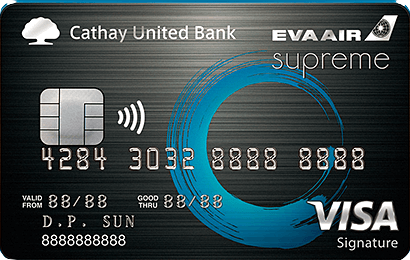 Cathay United Bank
EVA AIR
supreme
4284 3032 8888 8888
VALID FROM 88/88 GOOD THRU 88/88
D.P. SUN
8888888888
VISA
Signature